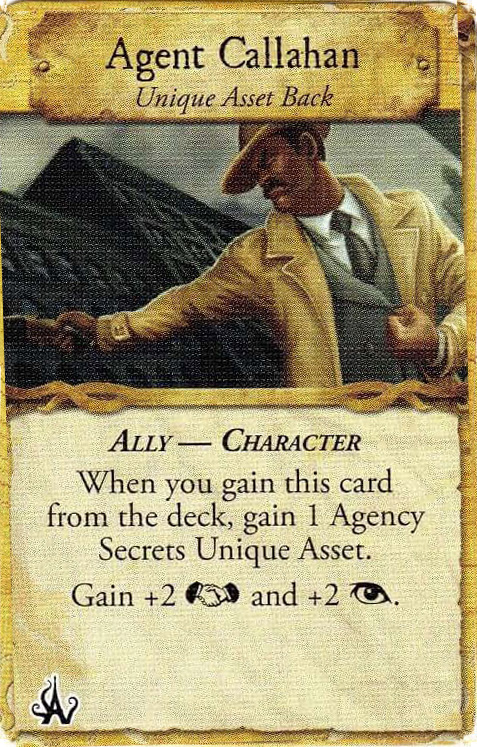 Agent Callahan
Unique Asset Back
ALLY — CHARACTER
When you gain this card
from the deck, gain 1 Agency
Secrets Unique Asset.
Gain +2 and +2 .